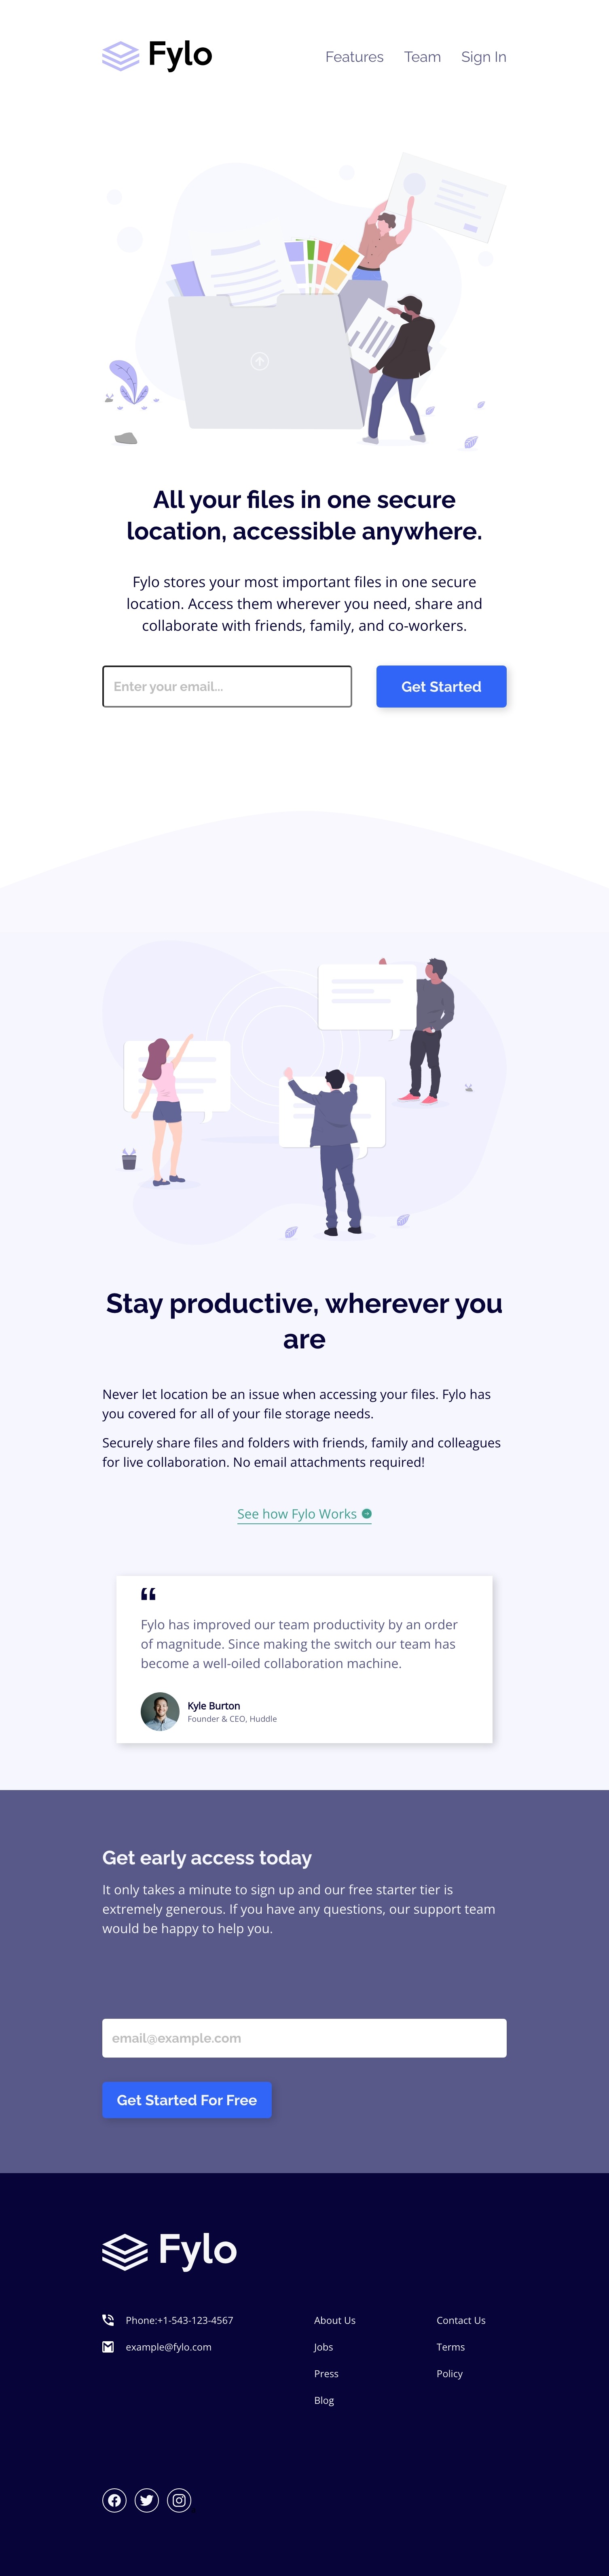 Fylo
Features Team Sign In
All your files in one secure
location, accessible anywhere.
Fylo stores your most important files in one secure
location. Access them wherever you need, share and
collaborate with friends, family, and co-workers.
Enter your email...
Get Started
Stay productive, wherever you
are
Never let location be an issue when accessing your files. Fylo has
you covered for all of your file storage needs.
Securely share files and folders with friends, family and colleagues
for live collaboration. No email attachments required!
See how Fylo Works
“
Fylo has improved our team productivity by an order
of magnitude. Since making the switch our team has
become a well-oiled collaboration machine.
Kyle Burton
Founder & CEO, Huddle
Get early access today
It only takes a minute to sign up and our free starter tier is
extremely generous. If you have any questions, our support team
would be happy to help you.
email@example.com
Get Started For Free
Fylo
Phone:+1-543-123-4567
example@fylo.com
About Us
Jobs
Press
Blog
Contact Us
Terms
Policy